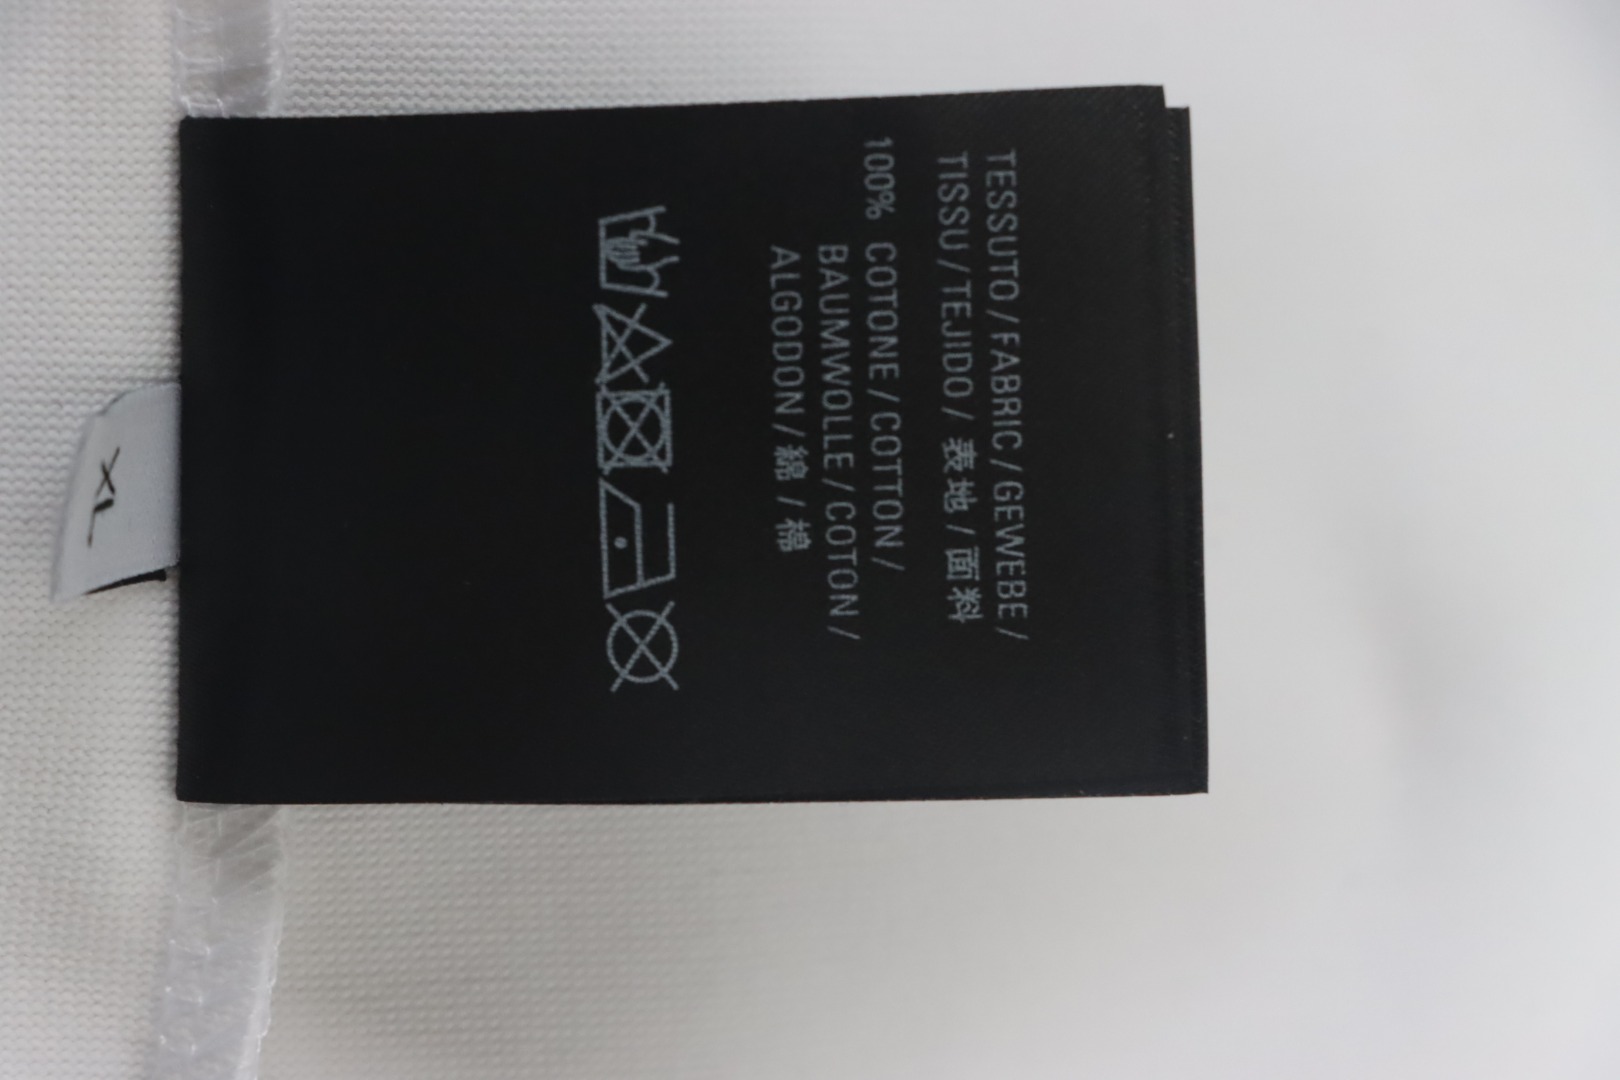 TESSUTO / FABRIC / GEWEBE /
TISSU / TEJIDO / 表地 / 面料
100% COTONE / COTTON /
BAUMWOLLE / COTON /
ALGODON / 綿 / 棉
XL